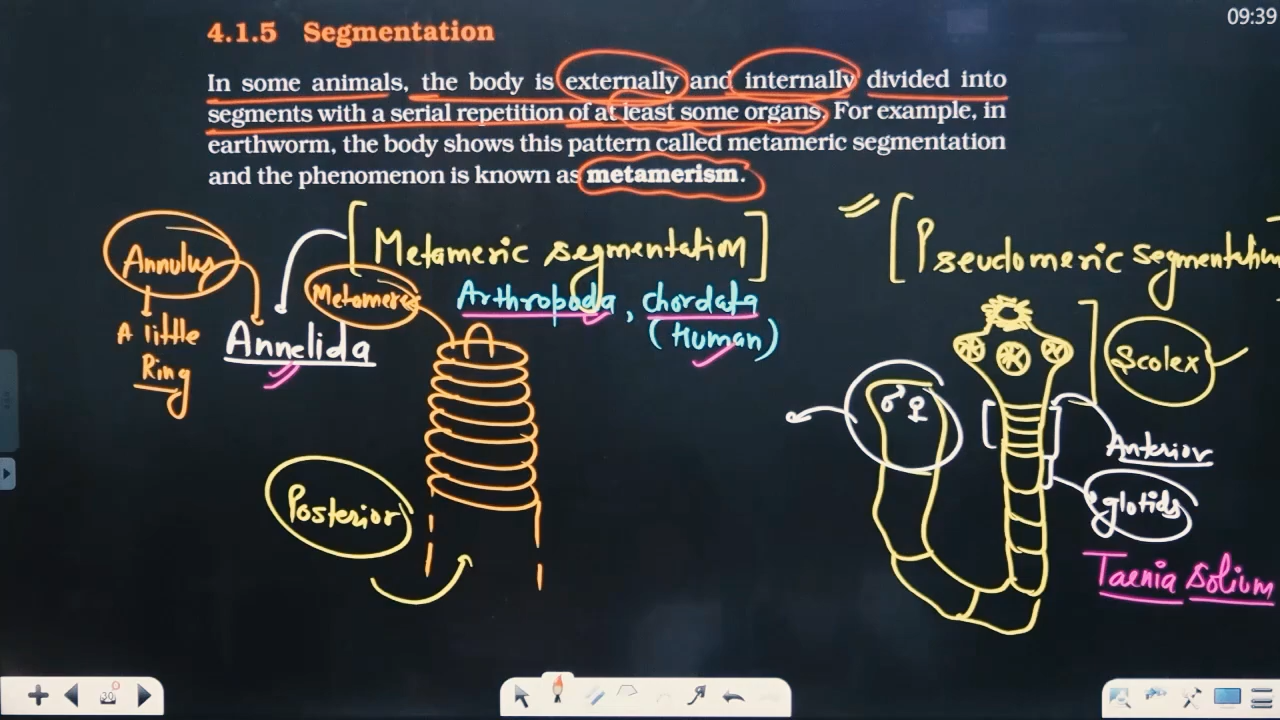 09:39
4.1.5 Segmentation
In some animals, the body is externally and internally divided into
segments with a serial repetition of at least some organs. For example, in
earthworm, the body shows this pattern called metameric segmentation
and the phenomenon is known as metamerism.
[Metameric segmentation]
[Pseudomeric segmentation
Annulus
A little
Ring
Annelida
Metameres
Arthropoda, chordata
(Human)
Posterior
♂ ♀
Scolex
Anterior
glotids
Taenia Solium
30